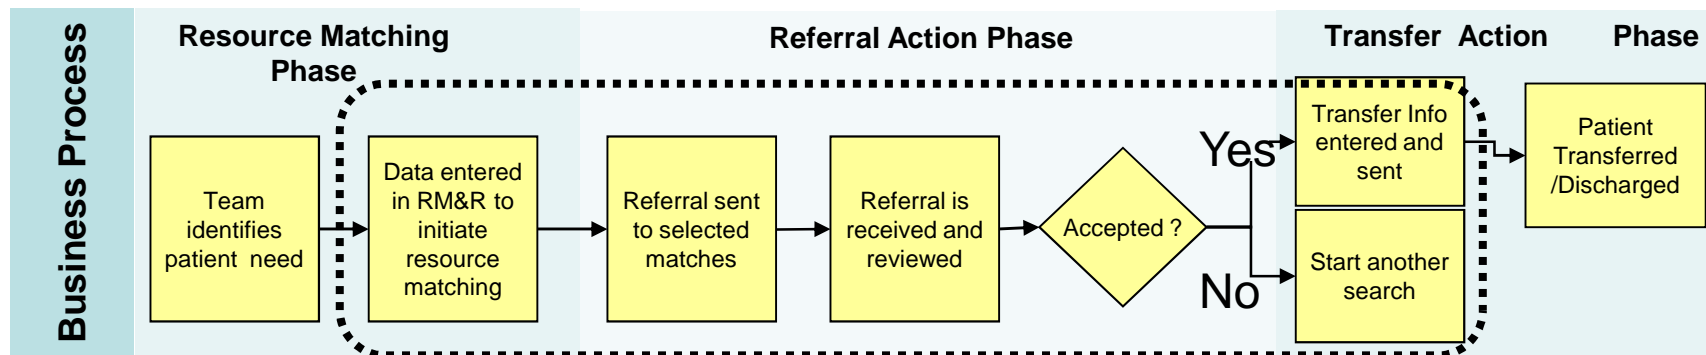 Business Process
Resource Matching
Phase
Referral Action Phase
Transfer Action Phase
Team
identifies
patient need
Data entered
in RM&R to
initiate
resource
matching
Referral sent
to selected
matches
Referral is
received and
reviewed
Accepted ?
Yes
No
Transfer Info
entered and
sent
Start another
search
Patient
Transferred
/Discharged